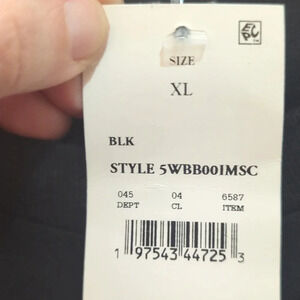 SIZE
XL
BLK
STYLE 5WBB001MSC
045 04 6587
DEPT CL ITEM
1 97543 44725 3